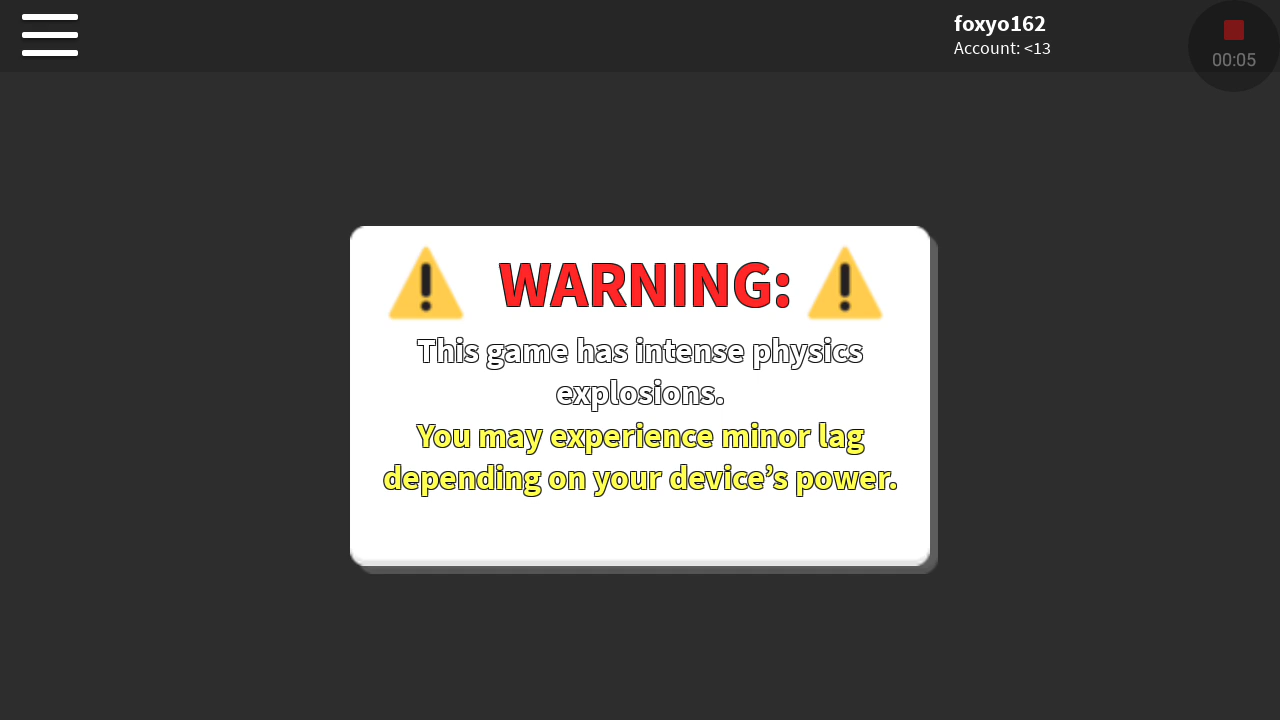 foxyo162
Account: <13
00:05
WARNING:
This game has intense physics
explosions.
You may experience minor lag
depending on your device’s power.